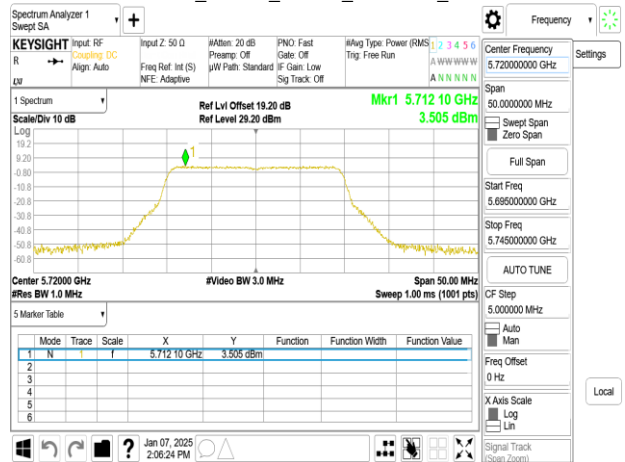 Spectrum Analyzer 1
Swept SA
+
Frequency
KEYSIGHT
R
Input: RF
Coupling: DC
Align: Auto
Input Z: 50 Ω
Freq Ref: Int (S)
NFE: Adaptive
#Atten: 20 dB
Preamp: Off
µW Path: Standard
PNO: Fast
Gate: Off
IF Gain: Low
Sig Track: Off
#Avg Type: Power (RMS
Trig: Free Run
1 2 3 4 5 6
A W W W W W
A N N N N N
1 Spectrum
Scale/Div 10 dB
Log
Ref Lvl Offset 19.20 dB
Ref Level 29.20 dBm
Mkr1 5.712 10 GHz
3.505 dBm
1
19.2
9.20
-0.80
-10.8
-20.8
-30.8
-40.8
-50.8
-60.8
Center 5.72000 GHz
#Res BW 1.0 MHz
#Video BW 3.0 MHz
Span 50.00 MHz
Sweep 1.00 ms (1001 pts)
5 Marker Table
Mode Trace Scale X Y Function Function Width Function Value
1 N 1 f 5.712 10 GHz 3.505 dBm
2
3
4
5
6
?
Jan 07, 2025
2:06:24 PM
Center Frequency
5.720000000 GHz
Settings
Span
50.0000000 MHz
Swept Span
Zero Span
Full Span
Start Freq
5.695000000 GHz
Stop Freq
5.745000000 GHz
AUTO TUNE
CF Step
5.000000 MHz
Auto
Man
Freq Offset
0 Hz
X Axis Scale
Log
Lin
Local
Signal Track
(Span Zoom)